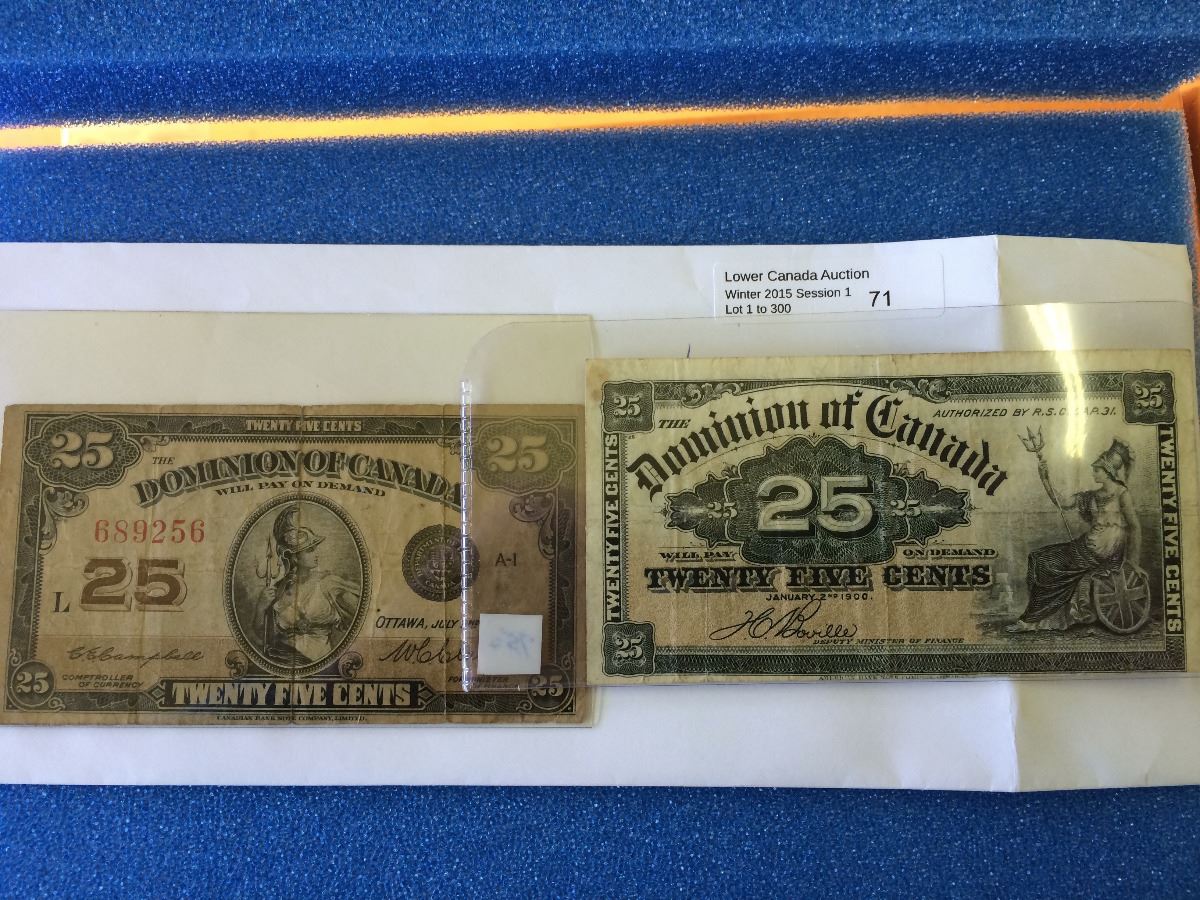 Lower Canada Auction
Winter 2015 Session 1 71
Lot 1 to 300
TWENTY FIVE CENTS
25 25
THE
DOMINION OF CANADA
WILL PAY ON DEMAND
689256
A-1
L 25
OTTAWA, JULY
C E Campbell
COMPTROLLER
OF CURRENCY
25 TWENTY FIVE CENTS 25
CANADIAN BANK NOTE COMPANY, LIMITED.
25 25
AUTHORIZED BY R.S.C. CAP. 31.
THE
Dominion of Canada
25 25 25
WILL PAY ON DEMAND
TWENTY FIVE CENTS
JANUARY 2ND 1900.
TWENTY FIVE CENTS
TWENTY FIVE CENTS
J C Boville
DEPUTY MINISTER OF FINANCE
25